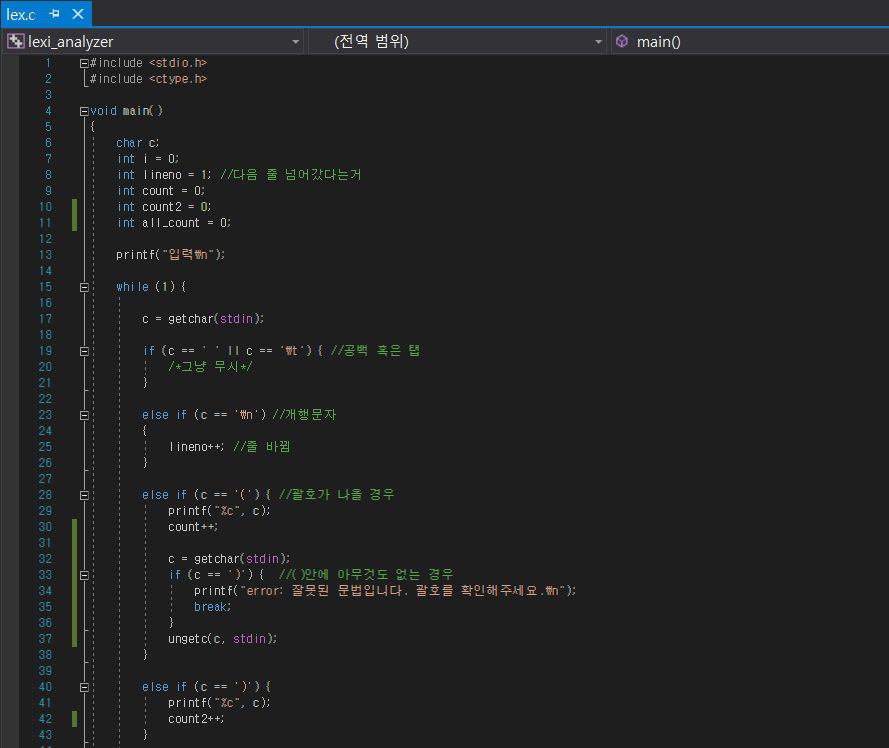 lex.c
lexi_analyzer (전역 범위) main()
1 #include <stdio.h>
2 #include <ctype.h>
3
4 void main()
5 {
6 char c;
7 int i = 0;
8 int lineno = 1; //다음 줄 넘어갔다는거
9 int count = 0;
10 int count2 = 0;
11 int all_count = 0;
12
13 printf("입력₩n");
14
15 while (1) {
16
17 c = getchar(stdin);
18
19 if (c == ' ' || c == '₩t') { //공백 혹은 탭
20 /*그냥 무시*/
21 }
22
23 else if (c == '₩n') //개행문자
24 {
25 lineno++; //줄 바뀜
26 }
27
28 else if (c == '(') { //괄호가 나올 경우
29 printf("%c", c);
30 count++;
31
32 c = getchar(stdin);
33 if (c == ')') { //()안에 아무것도 없는 경우
34 printf("error: 잘못된 문법입니다. 괄호를 확인해주세요.₩n");
35 break;
36 }
37 ungetc(c, stdin);
38 }
39
40 else if (c == ')') {
41 printf("%c", c);
42 count2++;
43 }